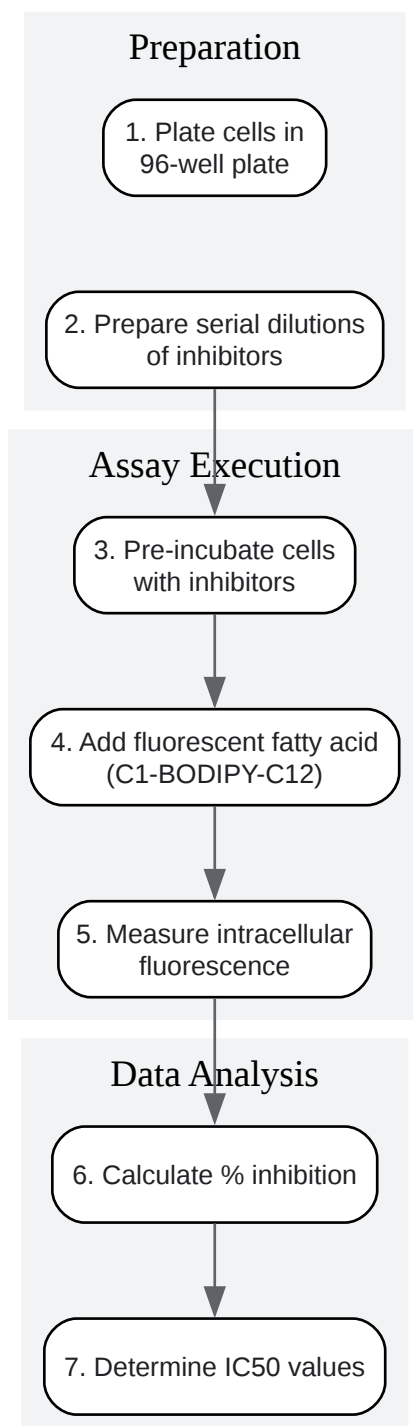 Preparation
1. Plate cells in
96-well plate
2. Prepare serial dilutions
of inhibitors
Assay Execution
3. Pre-incubate cells
with inhibitors
4. Add fluorescent fatty acid
(C1-BODIPY-C12)
5. Measure intracellular
fluorescence
Data Analysis
6. Calculate % inhibition
7. Determine IC50 values